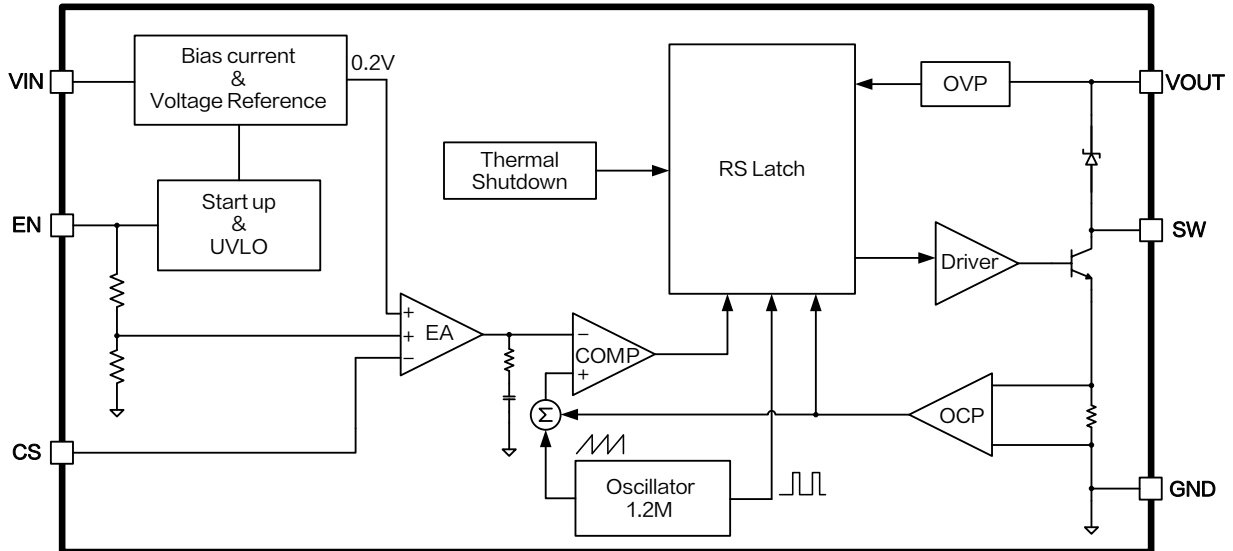 Bias current
&
Voltage Reference
0.2V
VIN
OVP
VOUT
Thermal
Shutdown
RS Latch
Start up
&
UVLO
EN
SW
Driver
+
+
−
EA
−
COMP
+
Σ
OCP
CS
Oscillator
1.2M
GND